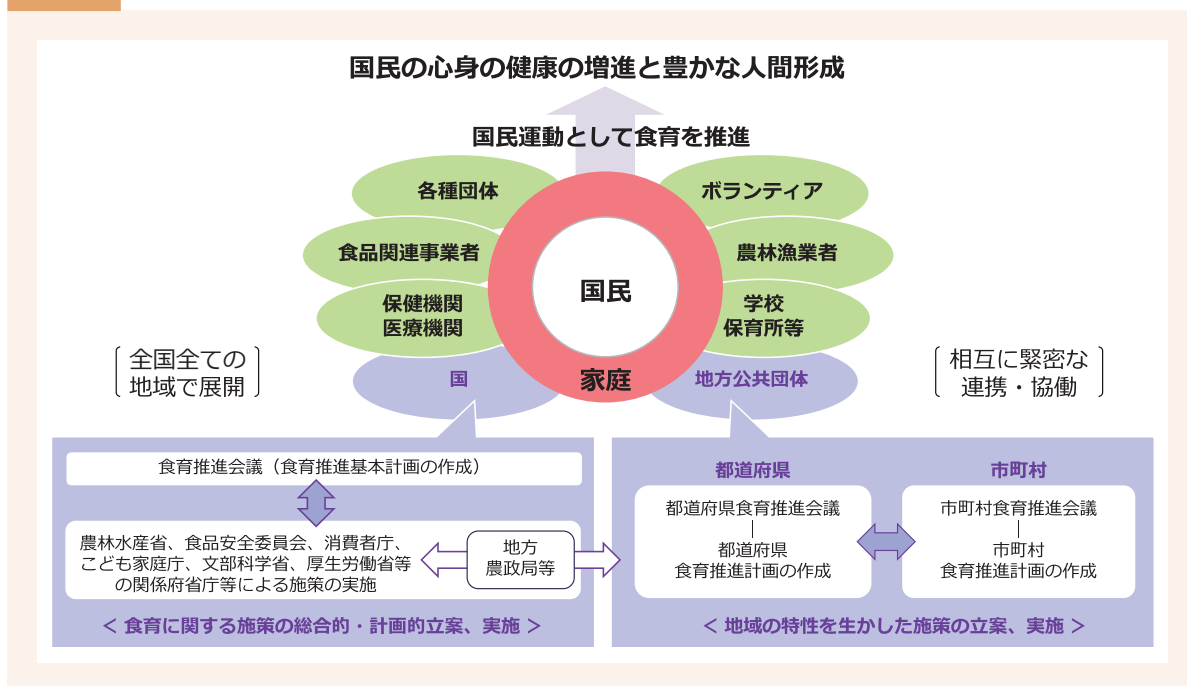 国民の心身の健康の増進と豊かな人間形成
国民運動として食育を推進
各種団体
ボランティア
食品関連事業者
農林漁業者
保健機関
医療機関
学校
保育所等
国民
家庭
国
地方公共団体
全国全ての
地域で展開
相互に緊密な
連携・協働
食育推進会議（食育推進基本計画の作成）
農林水産省、食品安全委員会、消費者庁、
こども家庭庁、文部科学省、厚生労働省等
の関係府省庁等による施策の実施
地方
農政局等
＜食育に関する施策の総合的・計画的立案、実施＞
都道府県
都道府県食育推進会議
都道府県
食育推進計画の作成
市町村
市町村食育推進会議
市町村
食育推進計画の作成
＜地域の特性を生かした施策の立案、実施＞